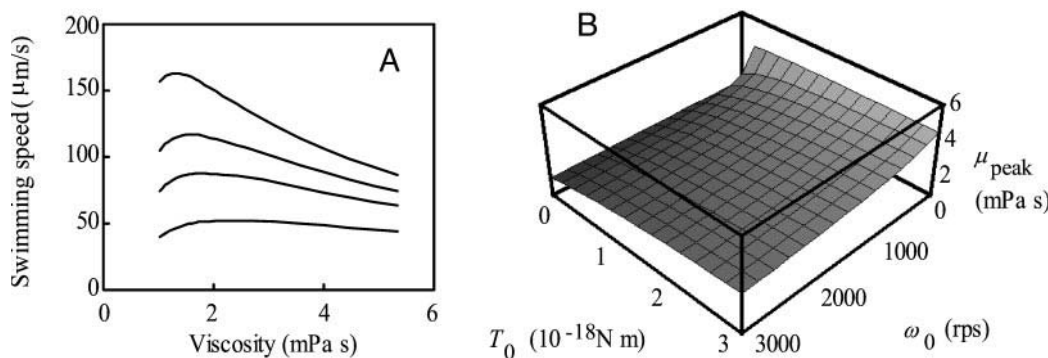 A
200
150
100
50
0
0
2
4
6
Swimming speed (μm/s)
Viscosity (mPa s)
B
6
4
2
0
μpeak
(mPa s)
0
1
2
3
T0 (10-18N m)
1000
2000
3000
ω0 (rps)